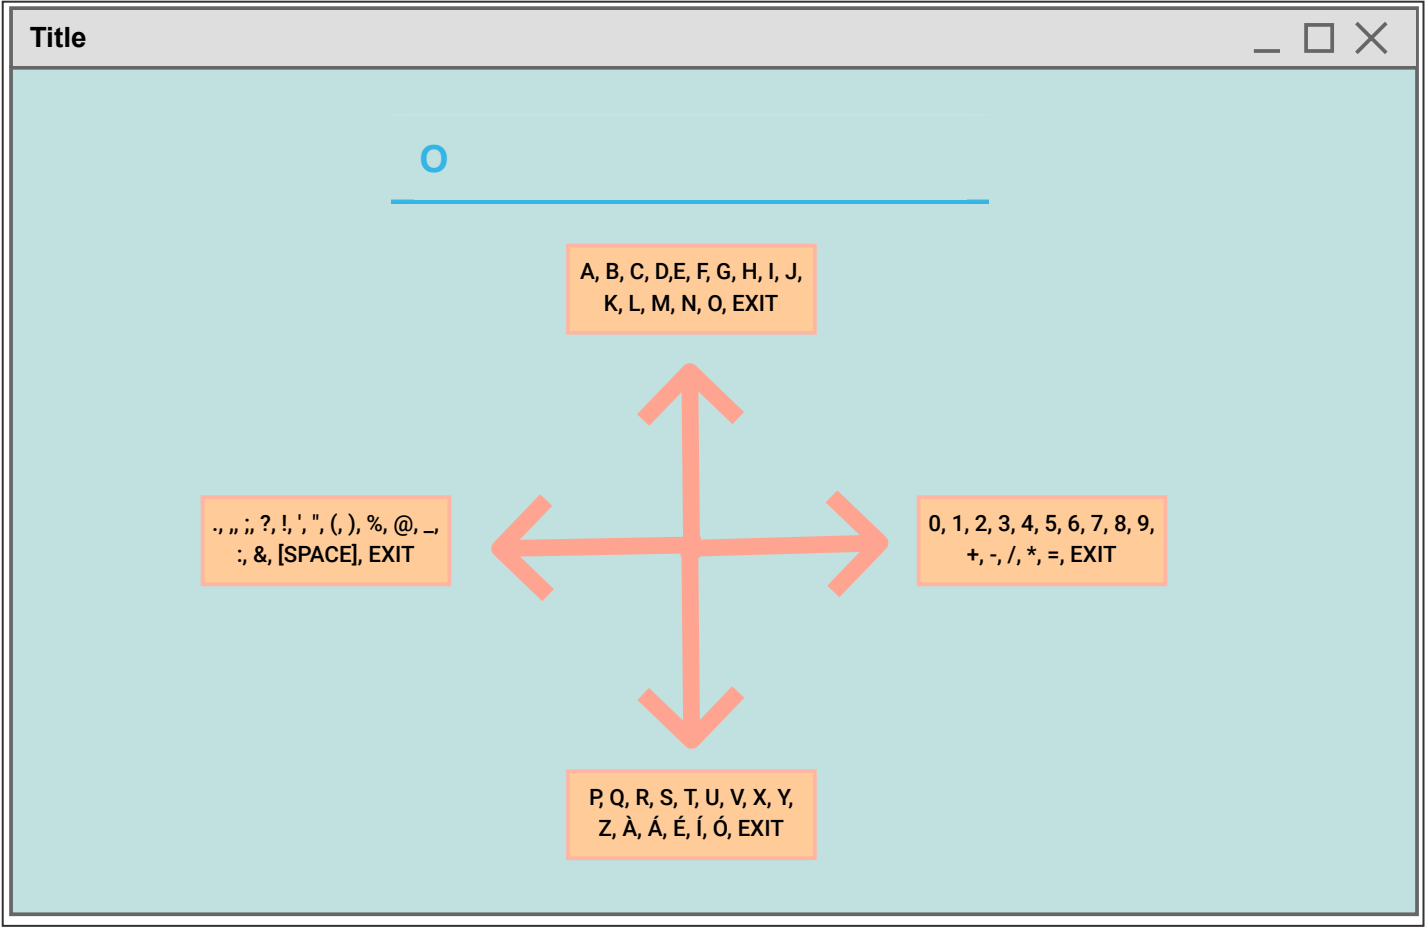 Title
O
A, B, C, D,E, F, G, H, I, J,
K, L, M, N, O, EXIT
., ,, ;, ?, !, ', ", (, ), %, @, _,
:, &, [SPACE], EXIT
0, 1, 2, 3, 4, 5, 6, 7, 8, 9,
+, -, /, *, =, EXIT
P, Q, R, S, T, U, V, X, Y,
Z, À, Á, É, Í, Ó, EXIT